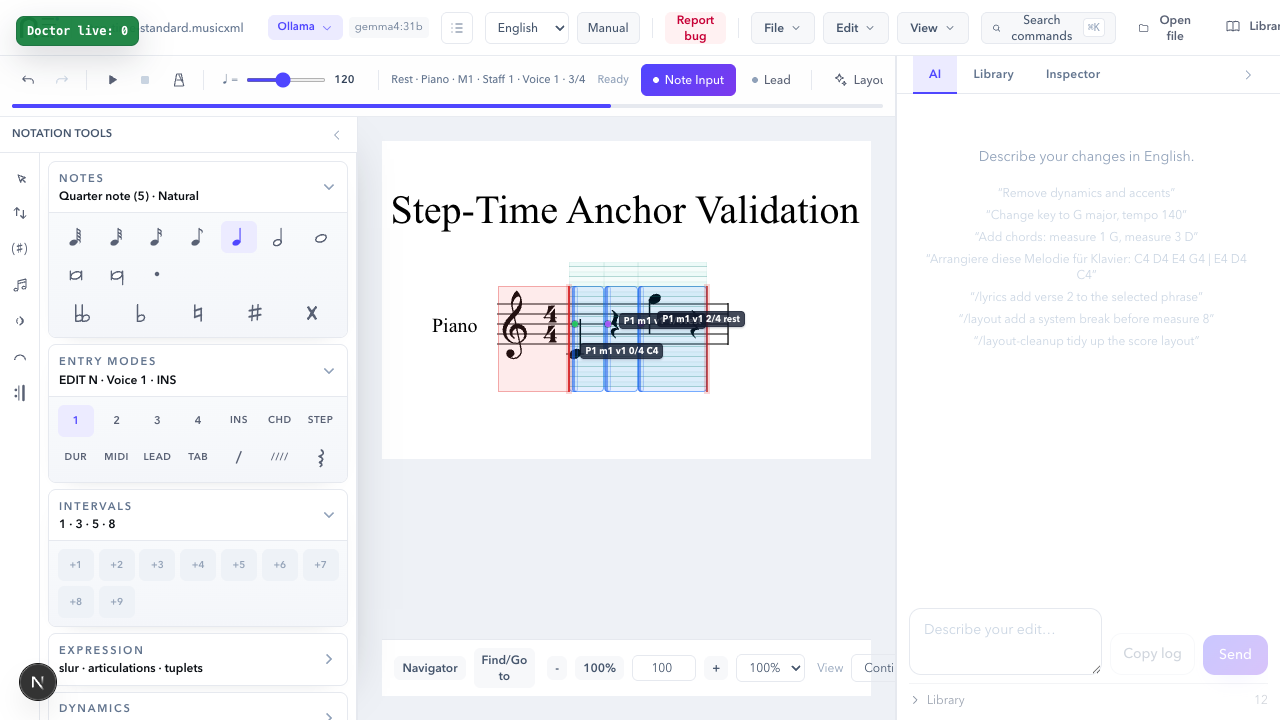 Doctor live: 0
standard.musicxml
Ollama
gemma4:31b
English
Manual
Report bug
File
Edit
View
Search commands
⌘K
Open file
Librar
♩ =
120
Rest · Piano · M1 · Staff 1 · Voice 1 · 3/4
Ready
Note Input
Lead
Layou
AI
Library
Inspector
NOTATION TOOLS
NOTES
Quarter note (5) · Natural
ENTRY MODES
EDIT N · Voice 1 · INS
1 2 3 4 INS CHD STEP
DUR MIDI LEAD TAB / ////
INTERVALS
1 · 3 · 5 · 8
+1 +2 +3 +4 +5 +6 +7
+8 +9
EXPRESSION
slur · articulations · tuplets
DYNAMICS
N
Step-Time Anchor Validation
Piano
P1 m1 v
P1 m1 v1 2/4 rest
P1 m1 v1 0/4 C4
Navigator
Find/Go to
-
100%
100
+
100%
View
Conti
Describe your changes in English.
“Remove dynamics and accents”
“Change key to G major, tempo 140”
“Add chords: measure 1 G, measure 3 D”
“Arrangiere diese Melodie für Klavier: C4 D4 E4 G4 | E4 D4
C4”
“/lyrics add verse 2 to the selected phrase”
“/layout add a system break before measure 8”
“/layout-cleanup tidy up the score layout”
Describe your edit...
Copy log
Send
Library
12